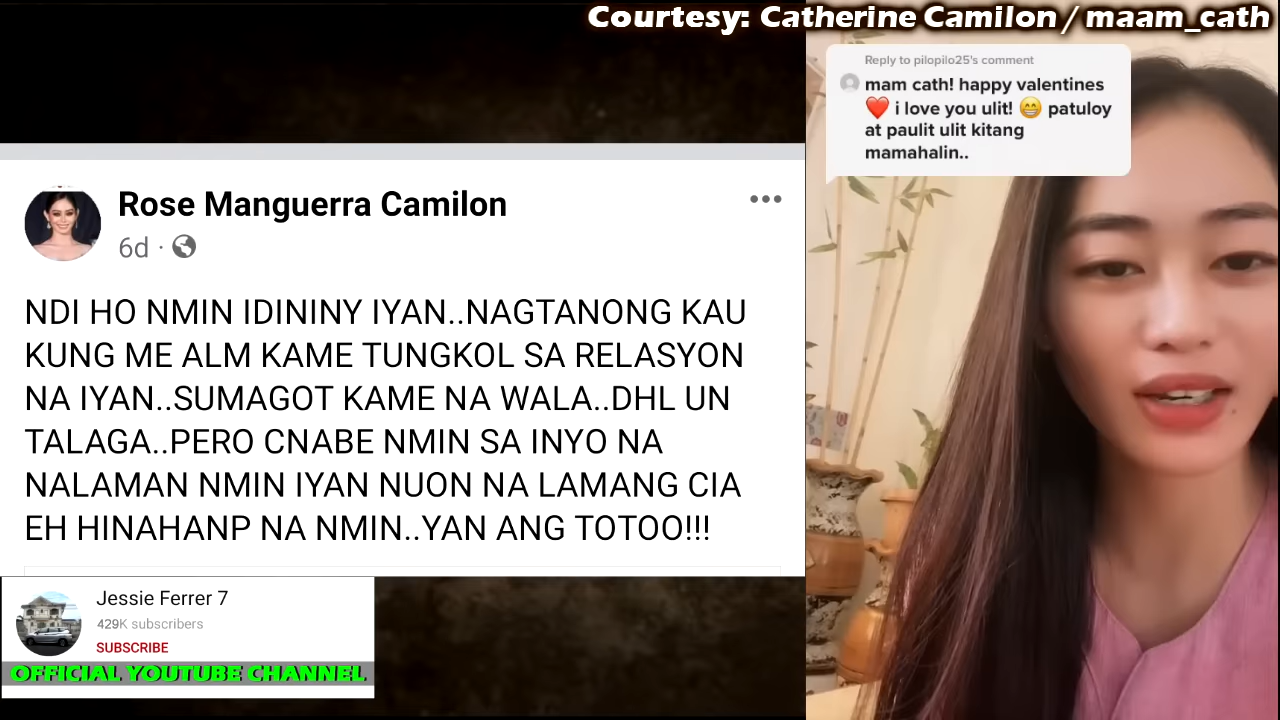 Courtesy: Catherine Camilon / maam_cath
Reply to pilopilo25's comment
mam cath! happy valentines
❤️ i love you ulit! 😁 patuloy
at paulit ulit kitang
mamahalin..
Rose Manguerra Camilon
6d ·
NDI HO NMIN IDININY IYAN..NAGTANONG KAU
KUNG ME ALM KAME TUNGKOL SA RELASYON
NA IYAN..SUMAGOT KAME NA WALA..DHL UN
TALAGA..PERO CNABE NMIN SA INYO NA
NALAMAN NMIN IYAN NUON NA LAMANG CIA
EH HINAHANP NA NMIN..YAN ANG TOTOO!!!
Jessie Ferrer 7
429K subscribers
SUBSCRIBE
OFFICIAL YOUTUBE CHANNEL